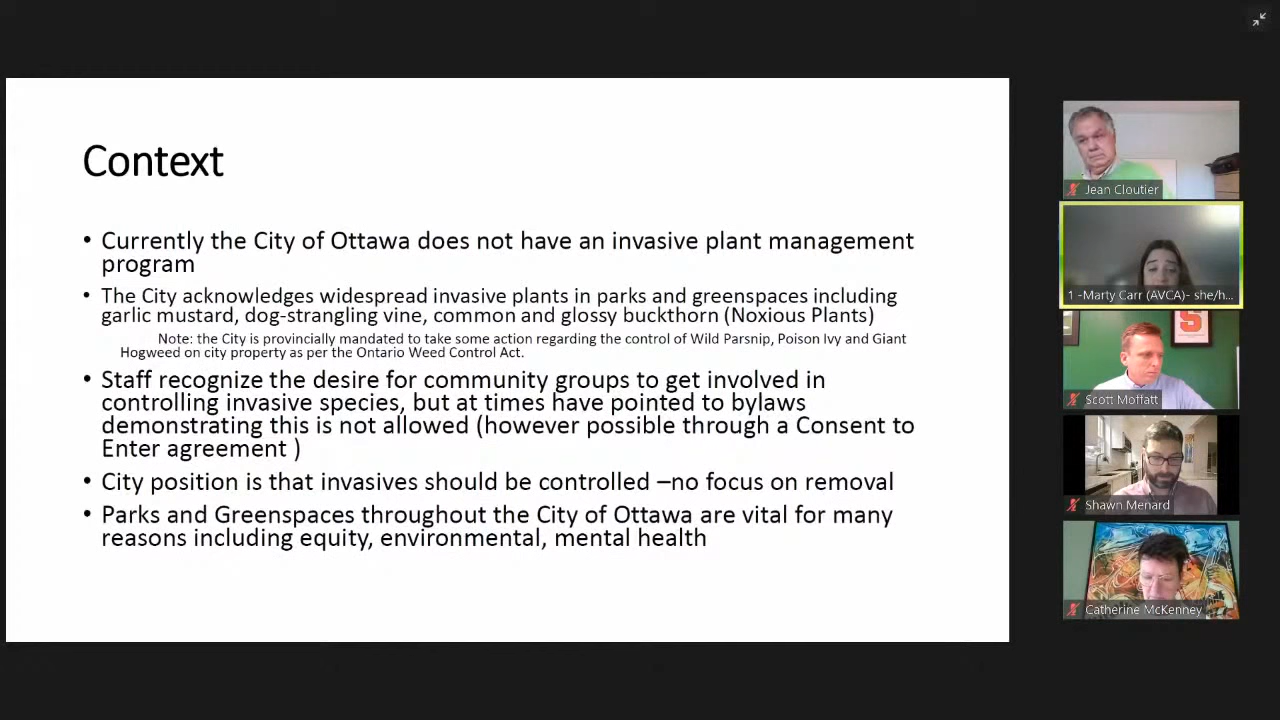 Context
• Currently the City of Ottawa does not have an invasive plant management
program
• The City acknowledges widespread invasive plants in parks and greenspaces including
garlic mustard, dog-strangling vine, common and glossy buckthorn (Noxious Plants)
Note: the City is provincially mandated to take some action regarding the control of Wild Parsnip, Poison Ivy and Giant
Hogweed on city property as per the Ontario Weed Control Act.
• Staff recognize the desire for community groups to get involved in
controlling invasive species, but at times have pointed to bylaws
demonstrating this is not allowed (however possible through a Consent to
Enter agreement )
• City position is that invasives should be controlled –no focus on removal
• Parks and Greenspaces throughout the City of Ottawa are vital for many
reasons including equity, environmental, mental health
Jean Cloutier
1 -Marty Carr (AVCA)- she/h...
S
Scott Moffatt
Shawn Menard
Catherine McKenney